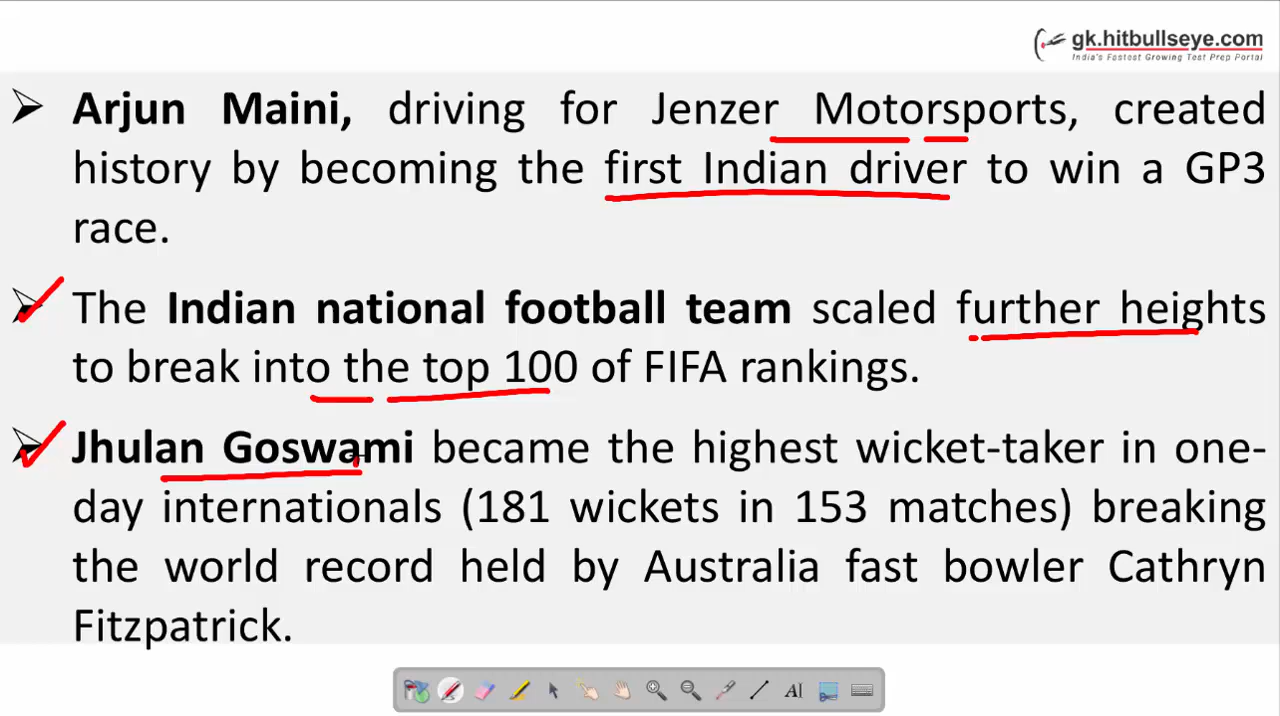 gk.hitbullseye.com
India's Fastest Growing Test Prep Portal
Arjun Maini, driving for Jenzer Motorsports, created
history by becoming the first Indian driver to win a GP3
race.
The Indian national football team scaled further heights
to break into the top 100 of FIFA rankings.
Jhulan Goswami became the highest wicket-taker in one-
day internationals (181 wickets in 153 matches) breaking
the world record held by Australia fast bowler Cathryn
Fitzpatrick.